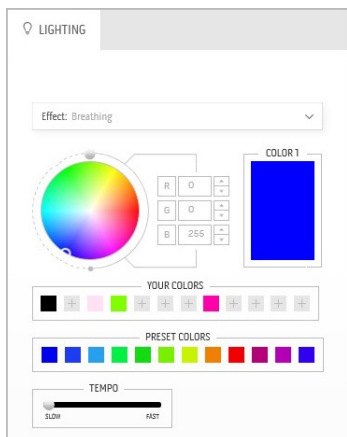 LIGHTING
Effect: Breathing
COLOR 1
R 0
G 0
B 255
YOUR COLORS
PRESET COLORS
TEMPO
SLOW FAST